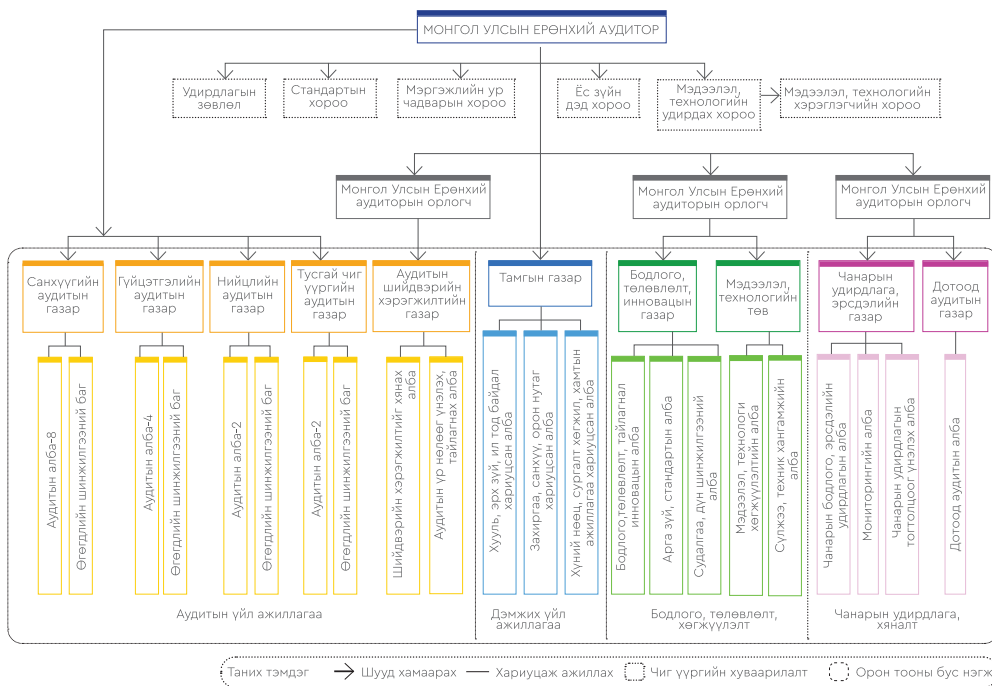 МОНГОЛ УЛСЫН ЕРӨНХИЙ АУДИТОР
Удирдлагын
зөвлөл
Стандартын
хороо
Мэргэжлийн ур
чадварын хороо
Ёс зүйн
дэд хороо
Мэдээлэл,
технологийн
удирдах хороо
Мэдээлэл, технологийн
хэрэглэгчийн хороо
Монгол Улсын Ерөнхий
аудиторын орлогч
Монгол Улсын Ерөнхий
аудиторын орлогч
Монгол Улсын Ерөнхий
аудиторын орлогч
Санхүүгийн
аудитын
газар
Гүйцэтгэлийн
аудитын
газар
Нийцлийн
аудитын
газар
Тусгай чиг
үүргийн
аудитын
газар
Аудитын
шийдвэрийн
хэрэгжилтийн
газар
Тамгын газар
Бодлого,
төлөвлөлт,
инновацын
газар
Мэдээлэл,
технологийн
төв
Чанарын
удирдлага,
эрсдэлийн
газар
Дотоод
аудитын
газар
Аудитын алба-8
Өгөгдлийн шинжилгээний баг
Аудитын алба-4
Өгөгдлийн шинжилгээний баг
Аудитын алба-2
Өгөгдлийн шинжилгээний баг
Аудитын алба-2
Өгөгдлийн шинжилгээний баг
Шийдвэрийн хэрэгжилтийг хянах
алба
Аудитын үр нөлөөг үнэлэх,
тайлагнах алба
Хууль, эрх зүй, ил тод байдал
хариуцсан алба
Захиргаа, санхүү, орон нутаг
хариуцсан алба
Хүний нөөц, сургалт хөгжил, хамтын
ажиллагаа хариуцсан алба
Бодлого,төлөвлөлт, тайлагнал
инновацын алба
Арга зүй, стандартын алба
Судалгаа, дүн шинжилгээний
алба
Мэдээлэл, технологи
хөгжүүлэлтийн алба
Сүлжээ, техник хангамжийн
алба
Чанарын бодлого, эрсдэлийн
удирдлагын алба
Мониторингийн алба
Чанарын удирдлагын
тогтолцоог үнэлэх алба
Дотоод аудитын алба
Аудитын үйл ажиллагаа
Дэмжих үйл
ажиллагаа
Бодлого, төлөвлөлт,
хөгжүүлэлт
Чанарын удирдлага,
хяналт
Таних тэмдэг
Шууд хамаарах
Хариуцаж ажиллах
Чиг үүргийн хуваарилалт
Орон тооны бус нэгж